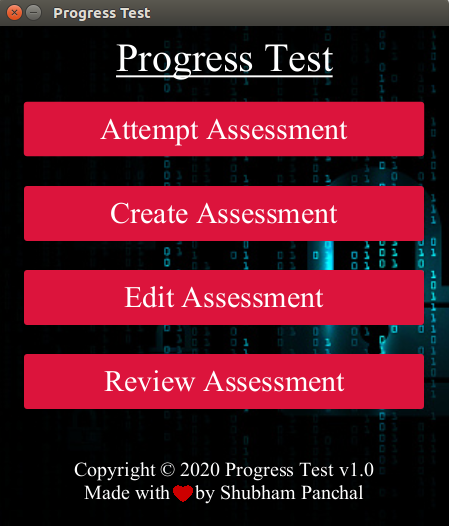 Progress Test
Progress Test
Attempt Assessment
Create Assessment
Edit Assessment
Review Assessment
Copyright © 2020 Progress Test v1.0
Made with ❤ by Shubham Panchal